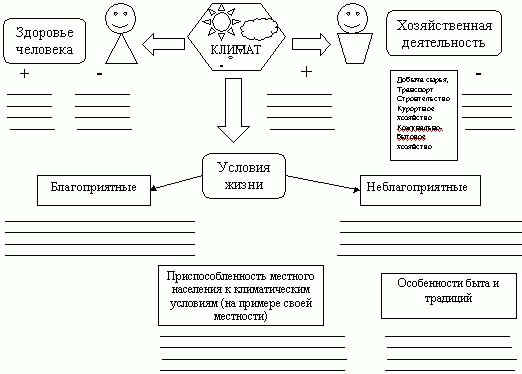 Здоровье
человека
КЛИМАТ
Хозяйственная
деятельность
+
-
-
+
-
Добыча сырья,
Транспорт
Строительство
Курортное
хозяйство
Комунально-
бытовое
хозяйство
Условия
жизни
Благоприятные
Неблагоприятные
Приспособленность местного
населения к климатическим
условиям (на примере своей
местности)
Особенности быта и
традиций